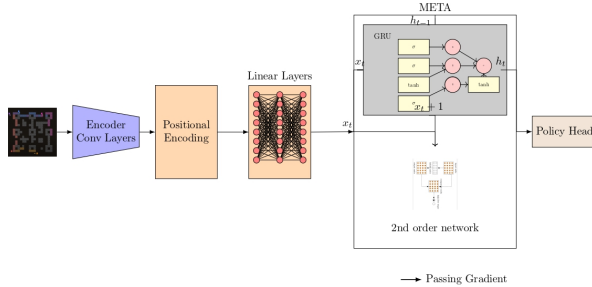 META
h_{t-1}
GRU
σ
x_t
h_t
σ
tanh
tanh
σ
x_t + 1
Linear Layers
Encoder
Conv Layers
Positional
Encoding
x_t
Policy Head
2nd order network
Passing Gradient